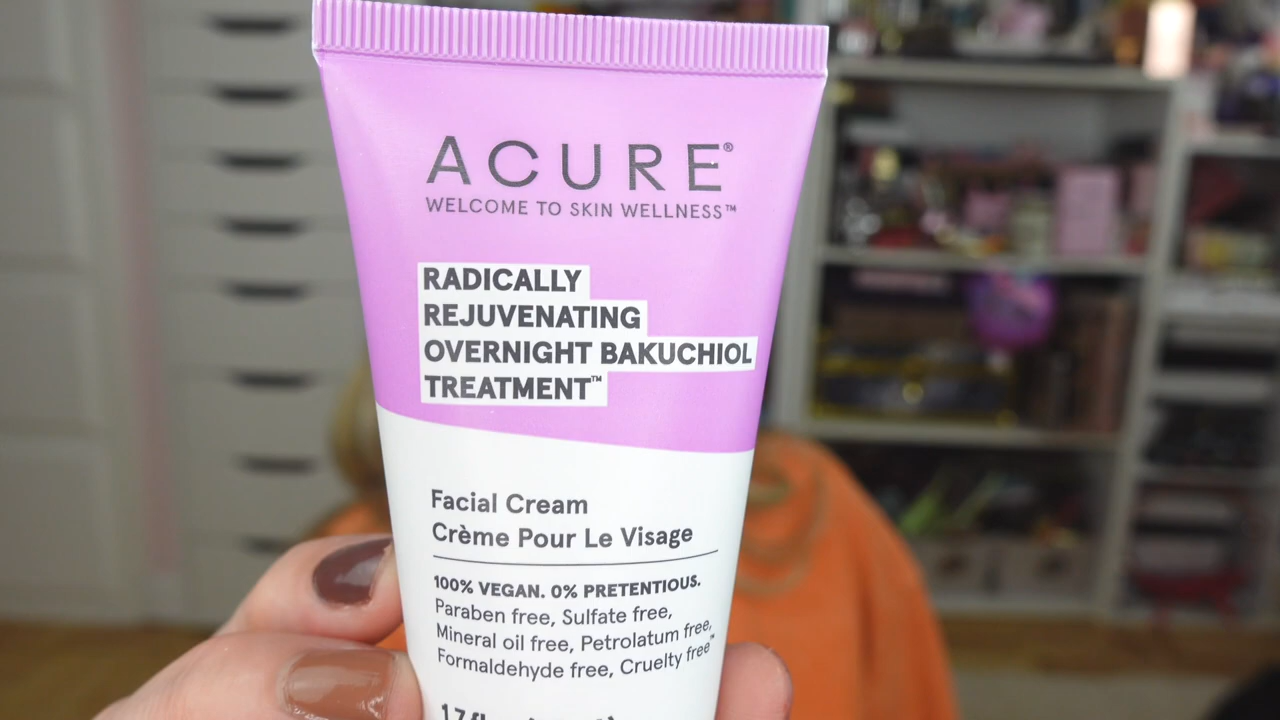 ACURE®
WELCOME TO SKIN WELLNESS™
RADICALLY
REJUVENATING
OVERNIGHT BAKUCHIOL
TREATMENT™
Facial Cream
Crème Pour Le Visage
100% VEGAN. 0% PRETENTIOUS.
Paraben free, Sulfate free,
Mineral oil free, Petrolatum free,
Formaldehyde free, Cruelty free™